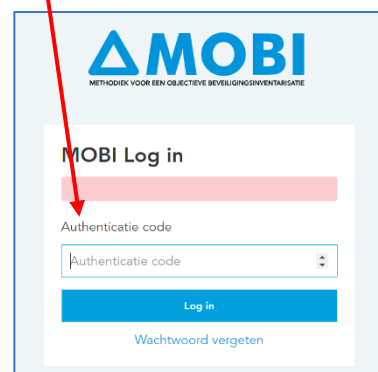 MOBI
METHODIEK VOOR EEN OBJECTIEVE BEVEILIGINGSINVENTARISATIE
MOBI Log in
Authenticatie code
Authenticatie code
Log in
Wachtwoord vergeten